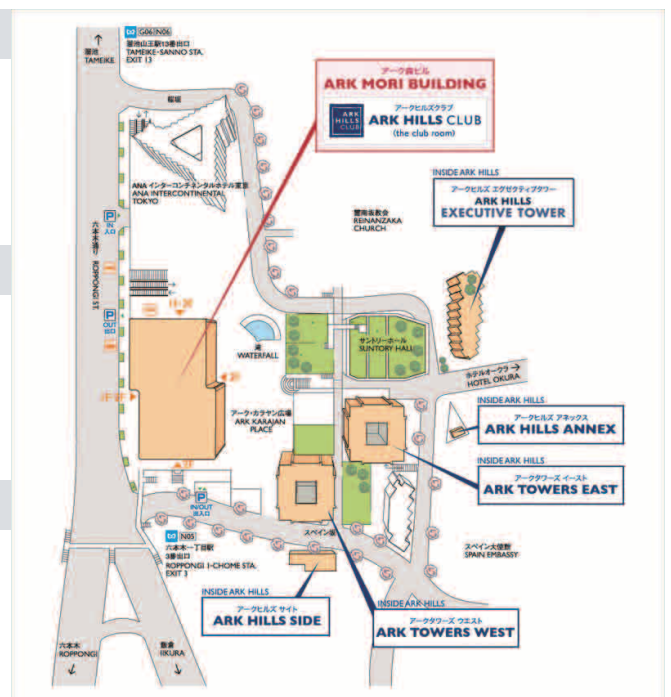 G06 N06
溜池山王駅13番出口
TAMEIKE-SANNO STA.
EXIT 13
溜池
TAMEIKE
桜坂
アーク森ビル
ARK MORI BUILDING
ARK
HILLS
CLUB
アークヒルズクラブ
ARK HILLS CLUB
(the club room)
INSIDE ARK HILLS
アークヒルズ エグゼクティブタワー
ARK HILLS
EXECUTIVE TOWER
ANA インターコンチネンタルホテル東京
ANA INTERCONTINENTAL
TOKYO
霊南坂教会
REINANZAKA
CHURCH
P
IN
入口
六本木通り
ROPPONGI ST.
P
OUT
出口
滝
WATERFALL
サントリーホール
SUNTORY HALL
ホテルオークラ
HOTEL OKURA
アーク・カラヤン広場
ARK KARAJAN
PLACE
INSIDE ARK HILLS
アークヒルズ アネックス
ARK HILLS ANNEX
INSIDE ARK HILLS
アークタワーズ イースト
ARK TOWERS EAST
P
IN/OUT
出入口
N05
六本木一丁目駅
3番出口
ROPPONGI 1-CHOME STA.
EXIT 3
スペイン坂
スペイン大使館
SPAIN EMBASSY
INSIDE ARK HILLS
アークヒルズ サイド
ARK HILLS SIDE
INSIDE ARK HILLS
アークタワーズ ウエスト
ARK TOWERS WEST
六本木
ROPPONGI
飯倉
IIKURA